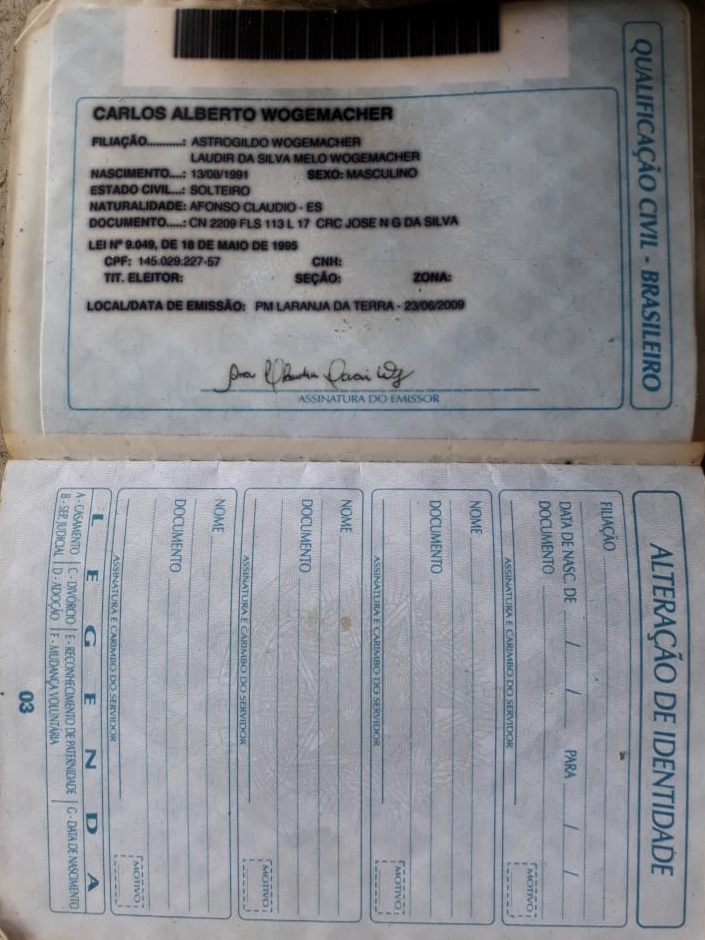 QUALIFICAÇÃO CIVIL - BRASILEIRO
CARLOS ALBERTO WOGEMACHER
FILIAÇÃO...........: ASTROGILDO WOGEMACHER
LAUDIR DA SILVA MELO WOGEMACHER
NASCIMENTO....: 13/08/1991 SEXO: MASCULINO
ESTADO CIVIL...: SOLTEIRO
NATURALIDADE: AFONSO CLAUDIO - ES
DOCUMENTO.....: CN 2209 FLS 113 L 17 CRC JOSE N G DA SILVA
LEI Nº 9.049, DE 18 DE MAIO DE 1995
CPF: 145.029.227-57 CNH:
TIT. ELEITOR: SEÇÃO: ZONA:
LOCAL/DATA DE EMISSÃO: PM LARANJA DA TERRA - 23/06/2009
ASSINATURA DO EMISSOR
ALTERAÇÃO DE IDENTIDADE
FILIAÇÃO
DATA DE NASC. DE / / PARA / /
DOCUMENTO
ASSINATURA E CARIMBO DO SERVIDOR
MOTIVO
NOME
DOCUMENTO
ASSINATURA E CARIMBO DO SERVIDOR
MOTIVO
NOME
DOCUMENTO
ASSINATURA E CARIMBO DO SERVIDOR
MOTIVO
NOME
DOCUMENTO
ASSINATURA E CARIMBO DO SERVIDOR
MOTIVO
LEGENDA
A - CASAMENTO | C - DIVÓRCIO | E - RECONHECIMENTO DE PATERNIDADE | G - DATA DE NASCIMENTO
B - SEP. JUDICIAL | D - ADOÇÃO | F - MUDANÇA VOLUNTÁRIA
03